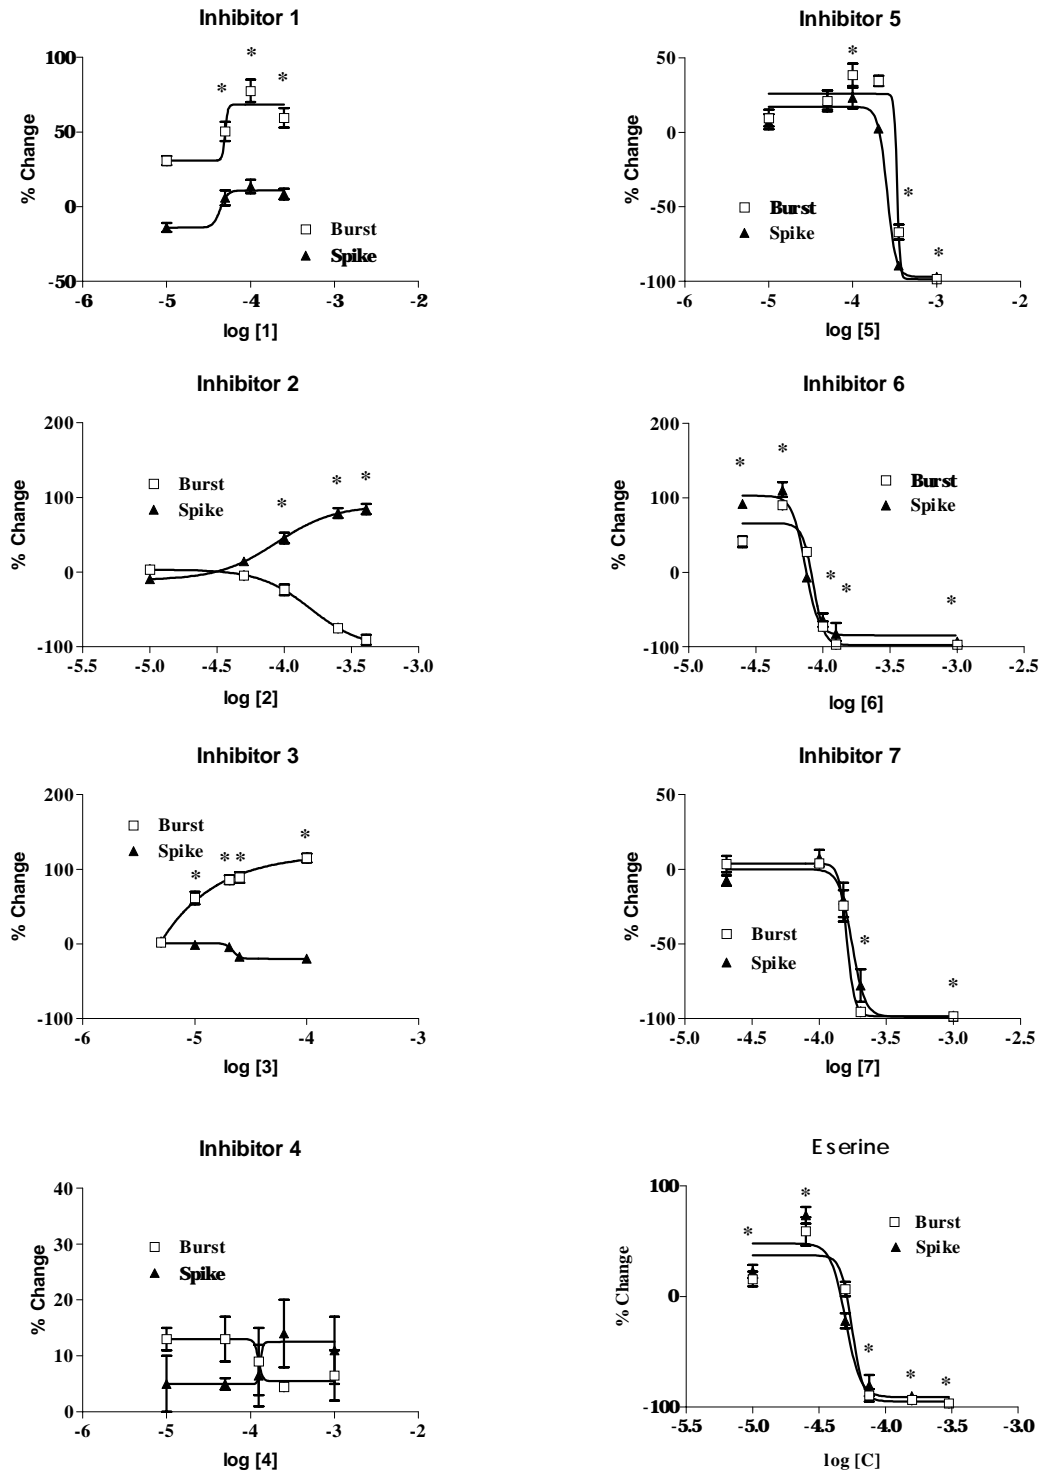 Inhibitor 1
100
50
0
-50
% Change
* * *
Burst
Spike
-6 -5 -4 -3 -2
log [1]
Inhibitor 5
50
0
-50
-100
% Change
* * *
Burst
Spike
-6 -5 -4 -3 -2
log [5]
Inhibitor 2
200
100
0
-100
% Change
* * *
Burst
Spike
-5.5 -5.0 -4.5 -4.0 -3.5 -3.0
log [2]
Inhibitor 6
200
100
0
-100
% Change
* * * * *
Burst
Spike
-5.0 -4.5 -4.0 -3.5 -3.0 -2.5
log [6]
Inhibitor 3
200
100
0
-100
% Change
* * * *
Burst
Spike
-6 -5 -4 -3
log [3]
Inhibitor 7
50
0
-50
-100
% Change
* *
Burst
Spike
-5.0 -4.5 -4.0 -3.5 -3.0 -2.5
log [7]
Inhibitor 4
40
30
20
10
0
% Change
Burst
Spike
-6 -5 -4 -3 -2
log [4]
Eserine
100
0
-100
% Change
* * * * *
Burst
Spike
-5.5 -5.0 -4.5 -4.0 -3.5 -3.0
log [C]